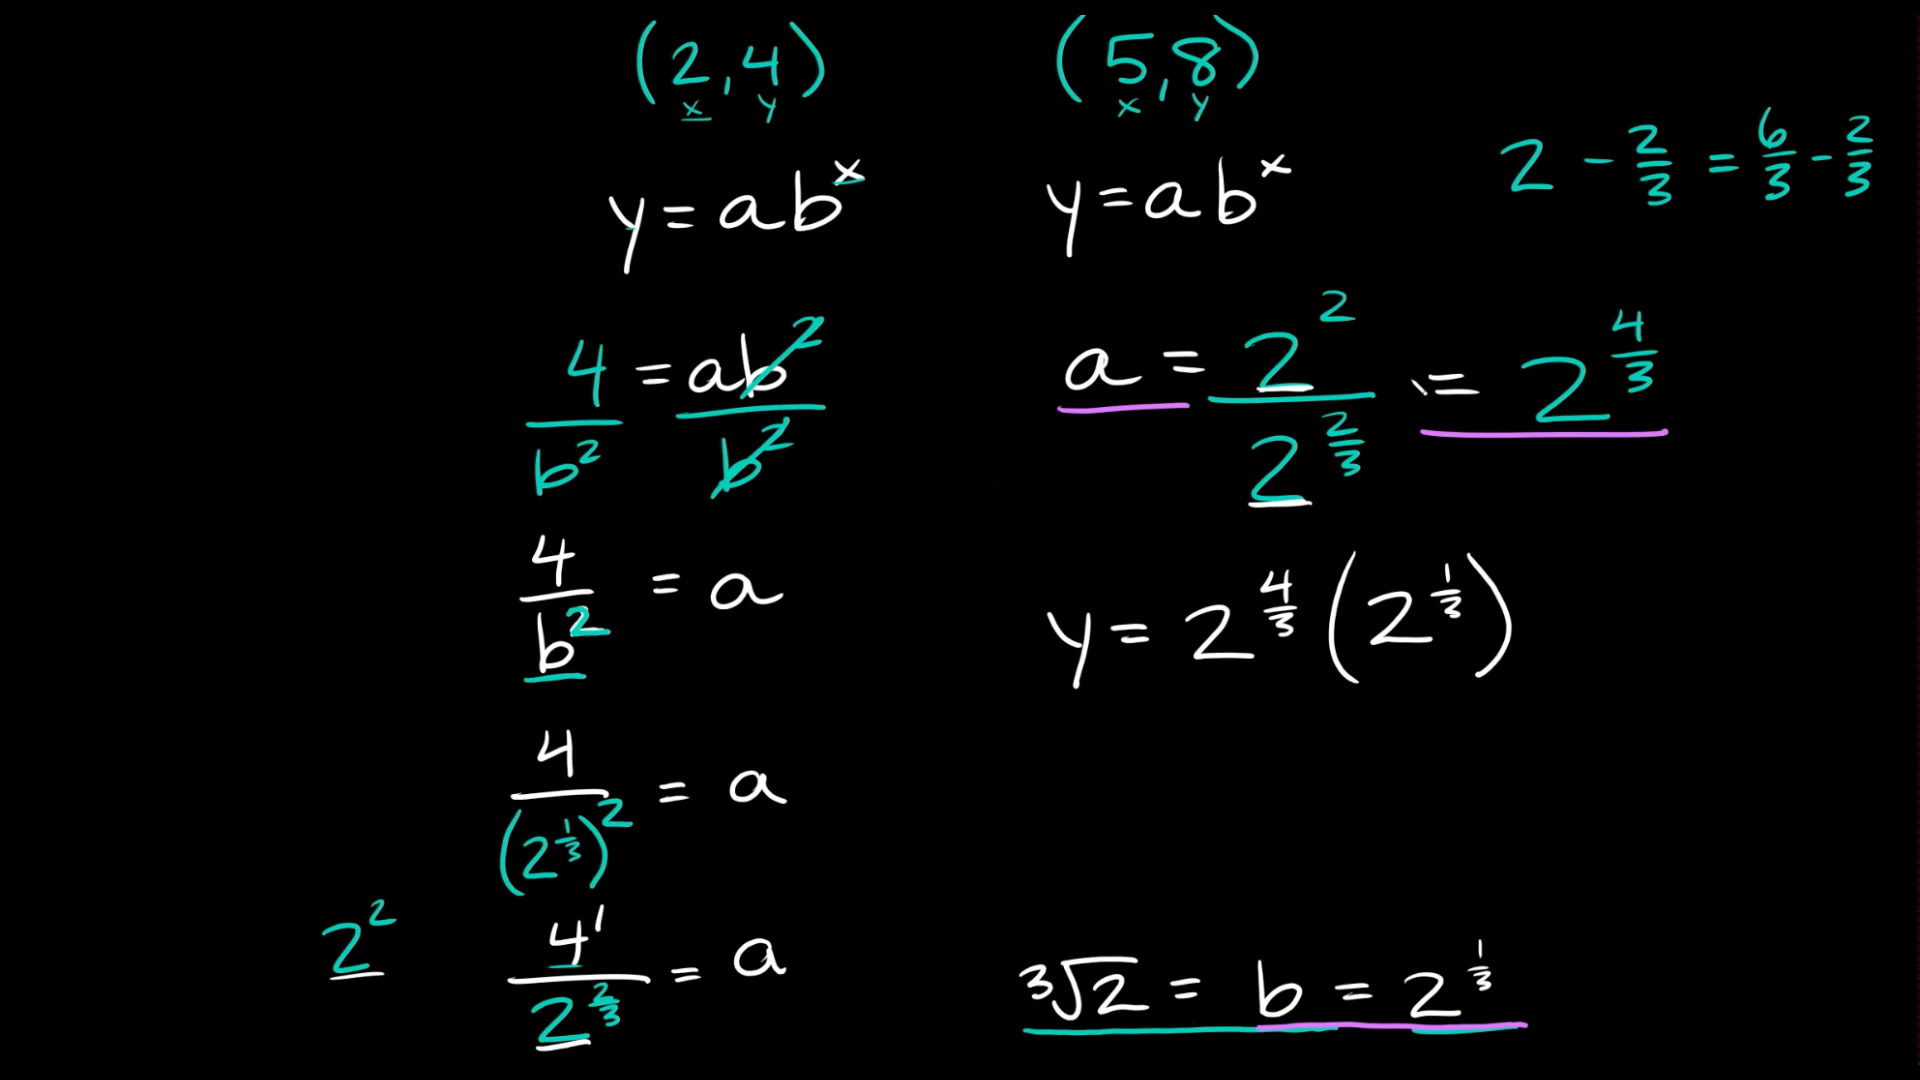 (2,4)
x y
y = ab^x
4/b^2 = ab^2/b^2
4/b^2 = a
4/(2^(1/3))^2 = a
2^2
4^1/2^(2/3) = a
(5,8)
x y
y = ab^x
2 - 2/3 = 6/3 - 2/3
a = 2^2/2^(2/3) = 2^(4/3)
y = 2^(4/3) (2^(1/3))
³√2 = b = 2^(1/3)